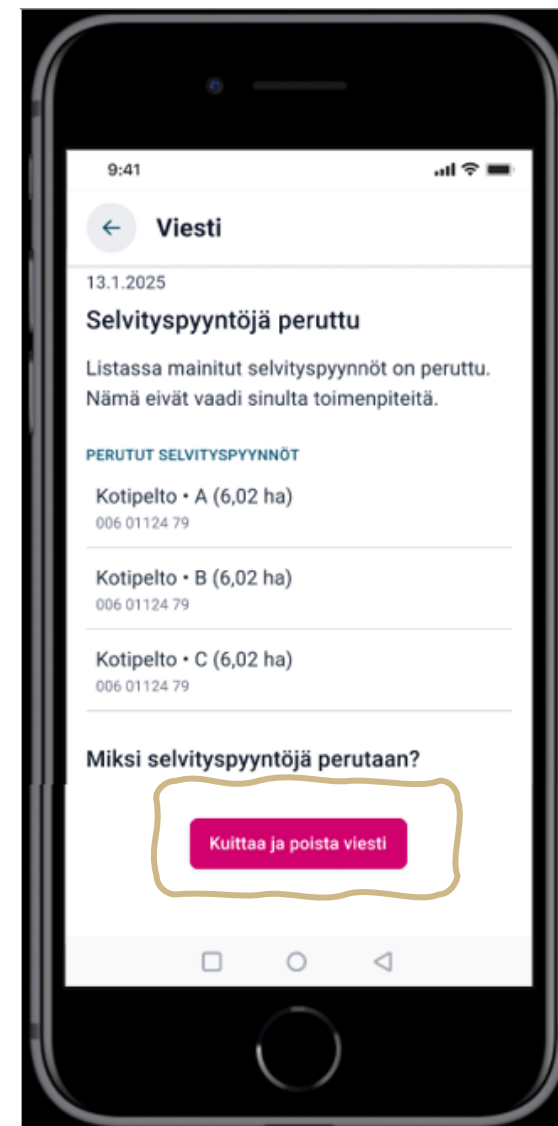 9:41
Viesti
13.1.2025
Selvityspyyntöjä peruttu
Listassa mainitut selvityspyynnöt on peruttu.
Nämä eivät vaadi sinulta toimenpiteitä.
PERUTUT SELVITYSPYYNNÖT
Kotipelto • A (6,02 ha)
006 01124 79
Kotipelto • B (6,02 ha)
006 01124 79
Kotipelto • C (6,02 ha)
006 01124 79
Miksi selvityspyyntöjä perutaan?
Kuittaa ja poista viesti